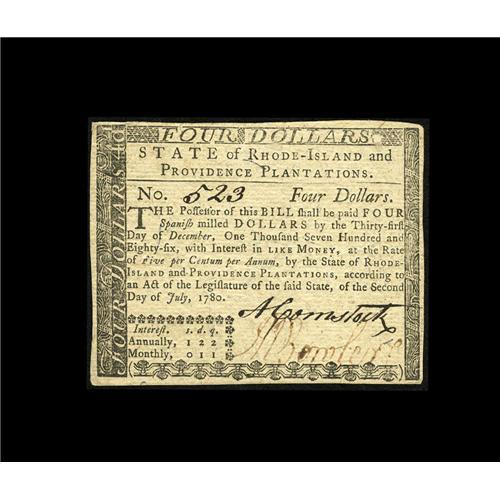 FOUR DOLLARS
STATE of RHODE-ISLAND and
PROVIDENCE PLANTATIONS.
No. 523 Four Dollars.
THE Possessor of this BILL shall be paid FOUR
Spanish milled DOLLARS by the Thirty-first
Day of December, One Thousand Seven Hundred and
Eighty-six, with Interest in LIKE MONEY, at the Rate
of Five per Centum per Annum, by the State of RHODE-
ISLAND and PROVIDENCE PLANTATIONS, according to
an Act of the Legislature of the said State, of the Second
Day of July, 1780.
Interest. s. d. q.
Annually, 1 2 2
Monthly, 0 1 1
A Comstock
FOUR DOLLARS